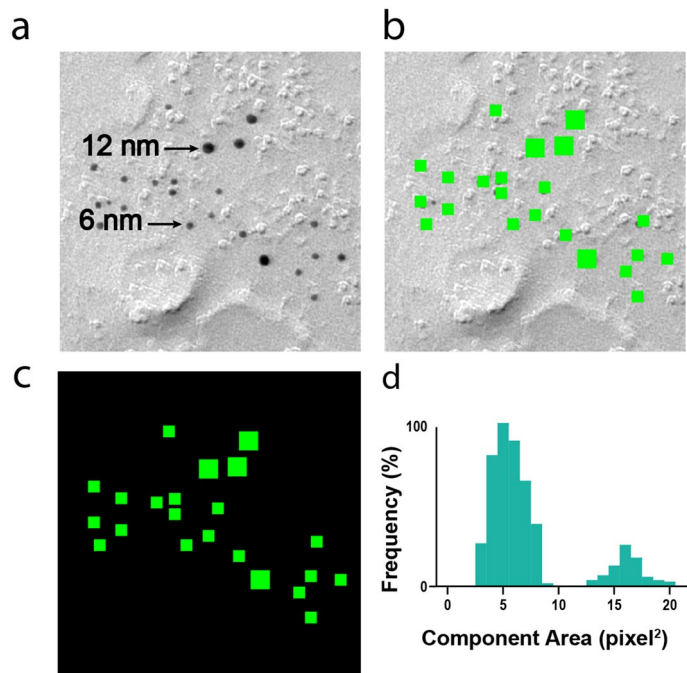 a
b
12 nm
6 nm
c
d
100
Frequency (%)
0
0 5 10 15 20
Component Area (pixel²)